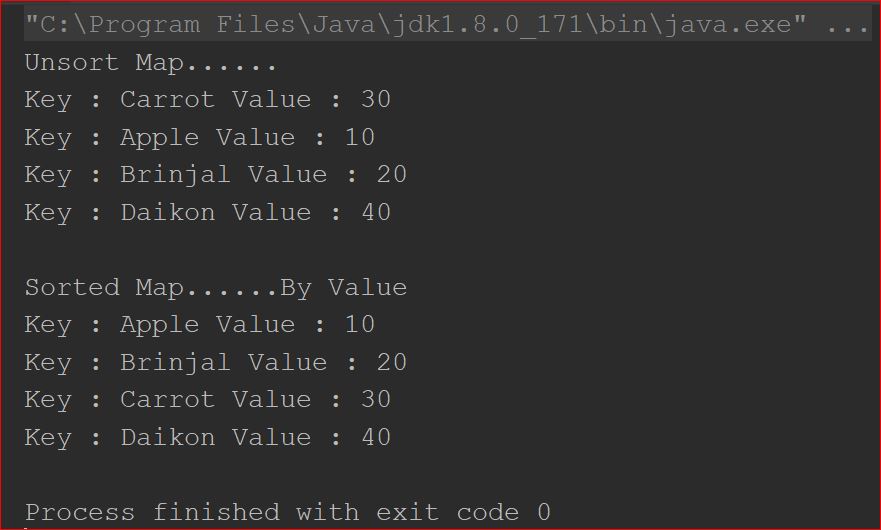 "C:\Program Files\Java\jdk1.8.0_171\bin\java.exe" ...
Unsort Map......
Key : Carrot Value : 30
Key : Apple Value : 10
Key : Brinjal Value : 20
Key : Daikon Value : 40
Sorted Map......By Value
Key : Apple Value : 10
Key : Brinjal Value : 20
Key : Carrot Value : 30
Key : Daikon Value : 40
Process finished with exit code 0